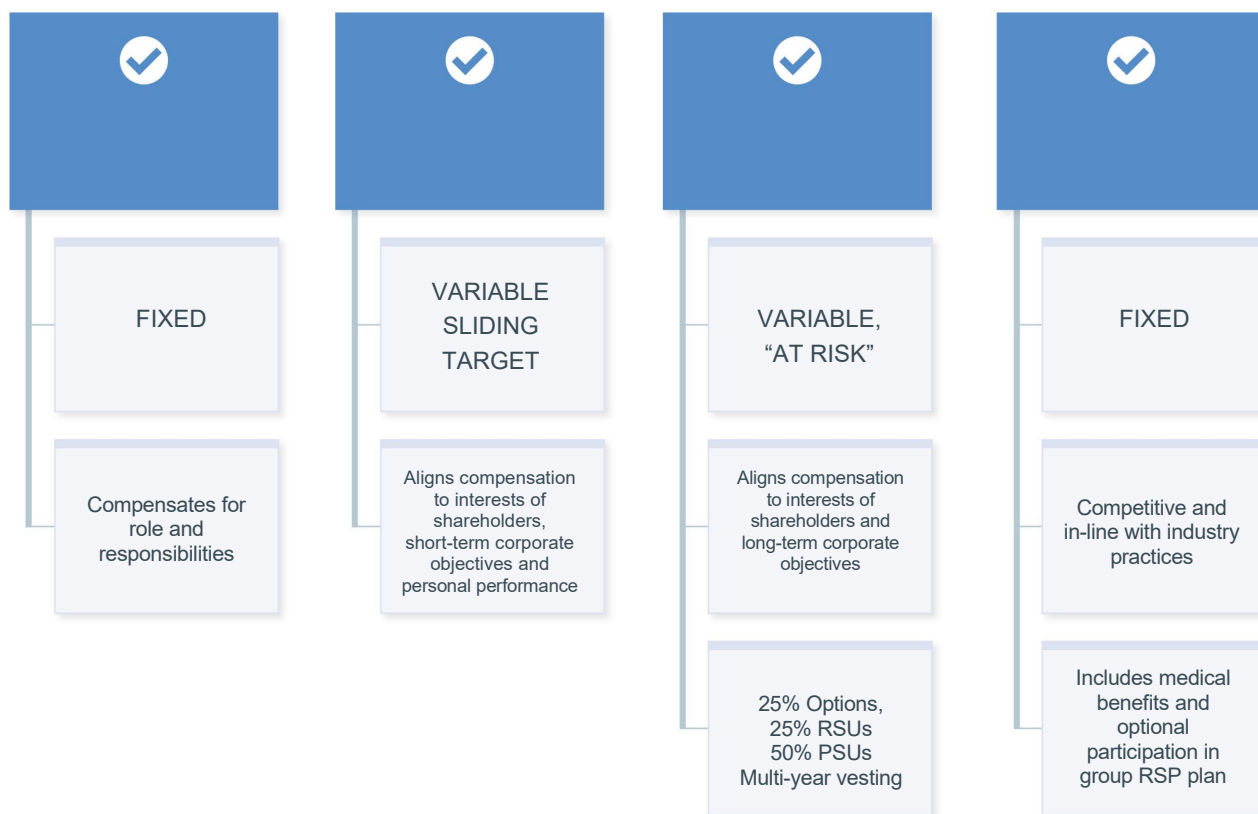 FIXED
Compensates for
role and
responsibilities
VARIABLE
SLIDING
TARGET
Aligns compensation
to interests of
shareholders,
short-term corporate
objectives and
personal performance
VARIABLE,
“AT RISK”
Aligns compensation
to interests of
shareholders and
long-term corporate
objectives
25% Options,
25% RSUs
50% PSUs
Multi-year vesting
FIXED
Competitive and
in-line with industry
practices
Includes medical
benefits and
optional
participation in
group RSP plan